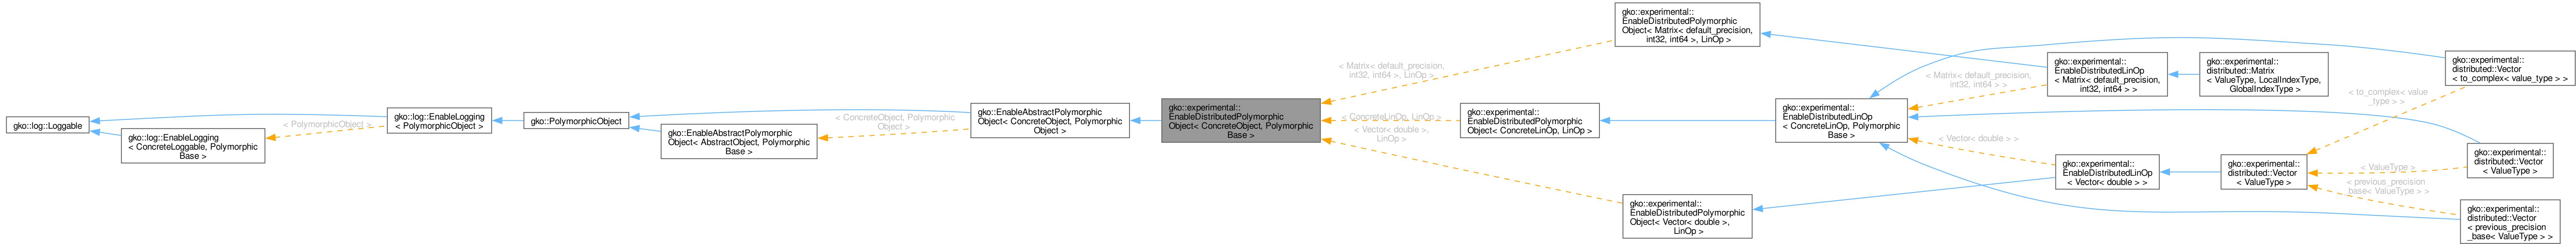 gko::log::Loggable
gko::log::EnableLogging
< ConcreteLoggable, Polymorphic
Base >
< PolymorphicObject >
gko::log::EnableLogging
< PolymorphicObject >
gko::PolymorphicObject
gko::EnableAbstractPolymorphic
Object< AbstractObject, Polymorphic
Base >
< ConcreteObject, Polymorphic
Object >
gko::EnableAbstractPolymorphic
Object< ConcreteObject, Polymorphic
Object >
gko::experimental::
EnableDistributedPolymorphic
Object< ConcreteObject, Polymorphic
Base >
< Matrix< default_precision,
int32, int64 >, LinOp >
< ConcreteLinOp, LinOp >
< Vector< double >,
LinOp >
gko::experimental::
EnableDistributedPolymorphic
Object< Matrix< default_precision,
int32, int64 >, LinOp >
gko::experimental::
EnableDistributedPolymorphic
Object< ConcreteLinOp, LinOp >
gko::experimental::
EnableDistributedPolymorphic
Object< Vector< double >,
LinOp >
gko::experimental::
EnableDistributedLinOp
< ConcreteLinOp, Polymorphic
Base >
< Matrix< default_precision,
int32, int64 > >
< Vector< double > >
gko::experimental::
EnableDistributedLinOp
< Matrix< default_precision,
int32, int64 > >
gko::experimental::
EnableDistributedLinOp
< Vector< double > >
gko::experimental::
distributed::Matrix
< ValueType, LocalIndexType,
GlobalIndexType >
gko::experimental::
distributed::Vector
< ValueType >
< to_complex< value
_type > >
< ValueType >
< previous_precision
_base< ValueType > >
gko::experimental::
distributed::Vector
< to_complex< value_type > >
gko::experimental::
distributed::Vector
< ValueType >
gko::experimental::
distributed::Vector
< previous_precision
_base< ValueType > >